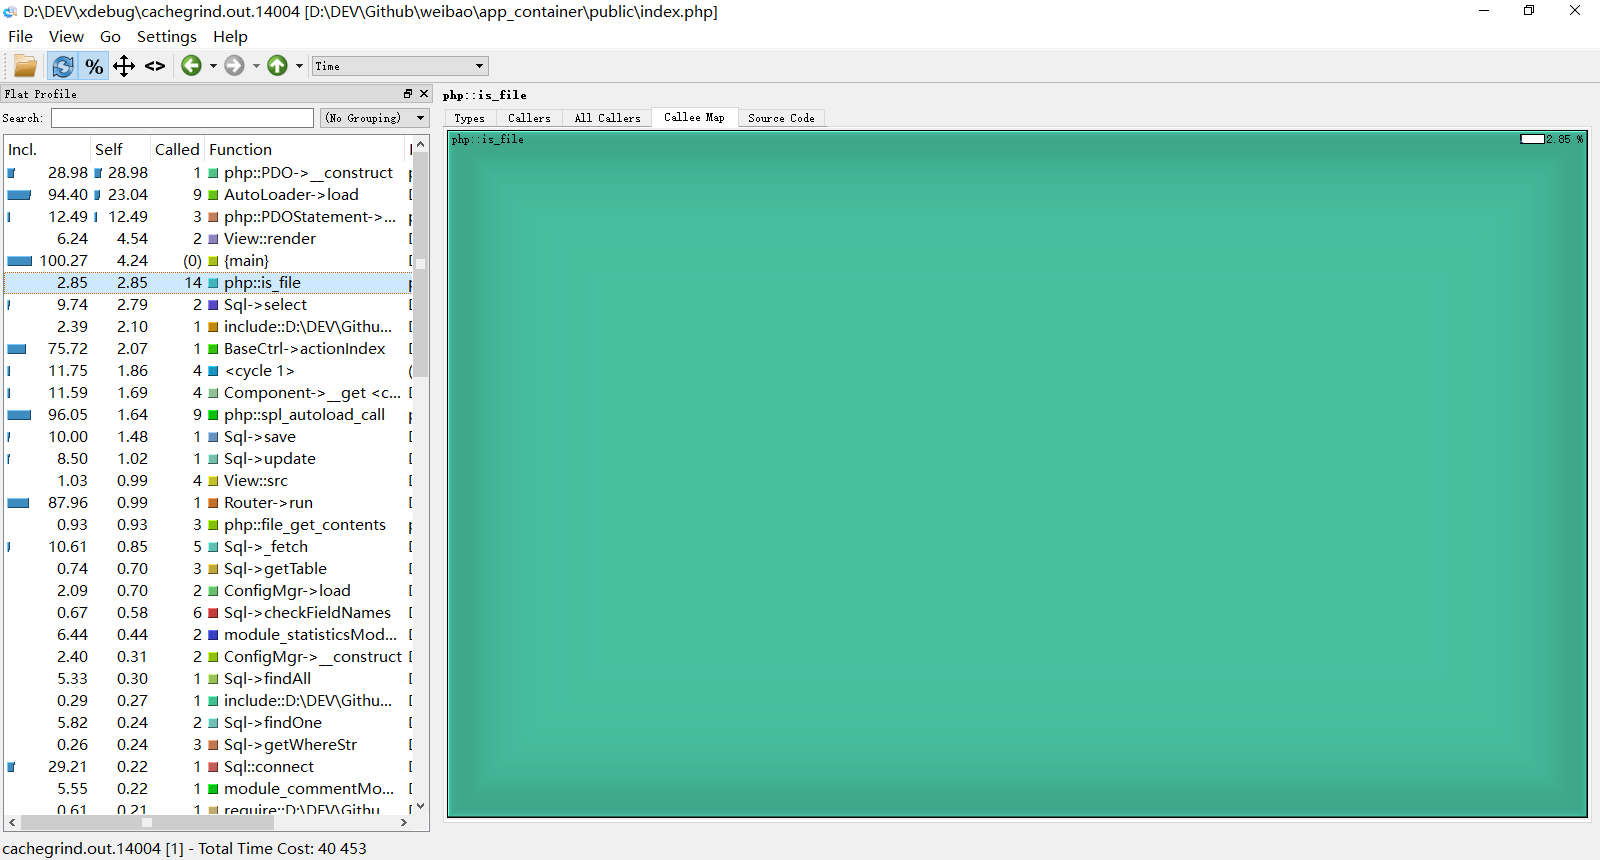 D:\DEV\xdebug\cachegrind.out.14004 [D:\DEV\Github\weibao\app_container\public\index.php]
File View Go Settings Help
% <> Time
Flat Profile
Search: (No Grouping)
Incl. Self Called Function
28.98 28.98 1 php::PDO->__construct
94.40 23.04 9 AutoLoader->load
12.49 12.49 3 php::PDOStatement->...
6.24 4.54 2 View::render
100.27 4.24 (0) {main}
2.85 2.85 14 php::is_file
9.74 2.79 2 Sql->select
2.39 2.10 1 include::D:\DEV\Githu...
75.72 2.07 1 BaseCtrl->actionIndex
11.75 1.86 4 <cycle 1>
11.59 1.69 4 Component->__get <c...
96.05 1.64 9 php::spl_autoload_call
10.00 1.48 1 Sql->save
8.50 1.02 1 Sql->update
1.03 0.99 4 View::src
87.96 0.99 1 Router->run
0.93 0.93 3 php::file_get_contents
10.61 0.85 5 Sql->_fetch
0.74 0.70 3 Sql->getTable
2.09 0.70 2 ConfigMgr->load
0.67 0.58 6 Sql->checkFieldNames
6.44 0.44 2 module_statisticsMod...
2.40 0.31 2 ConfigMgr->__construct
5.33 0.30 1 Sql->findAll
0.29 0.27 1 include::D:\DEV\Githu...
5.82 0.24 2 Sql->findOne
0.26 0.24 3 Sql->getWhereStr
29.21 0.22 1 Sql::connect
5.55 0.22 1 module_commentMo...
0.61 0.21 1 require::D:\DEV\Githu
php::is_file
Types Callers All Callers Callee Map Source Code
php::is_file 2.85 %
cachegrind.out.14004 [1] - Total Time Cost: 40 453